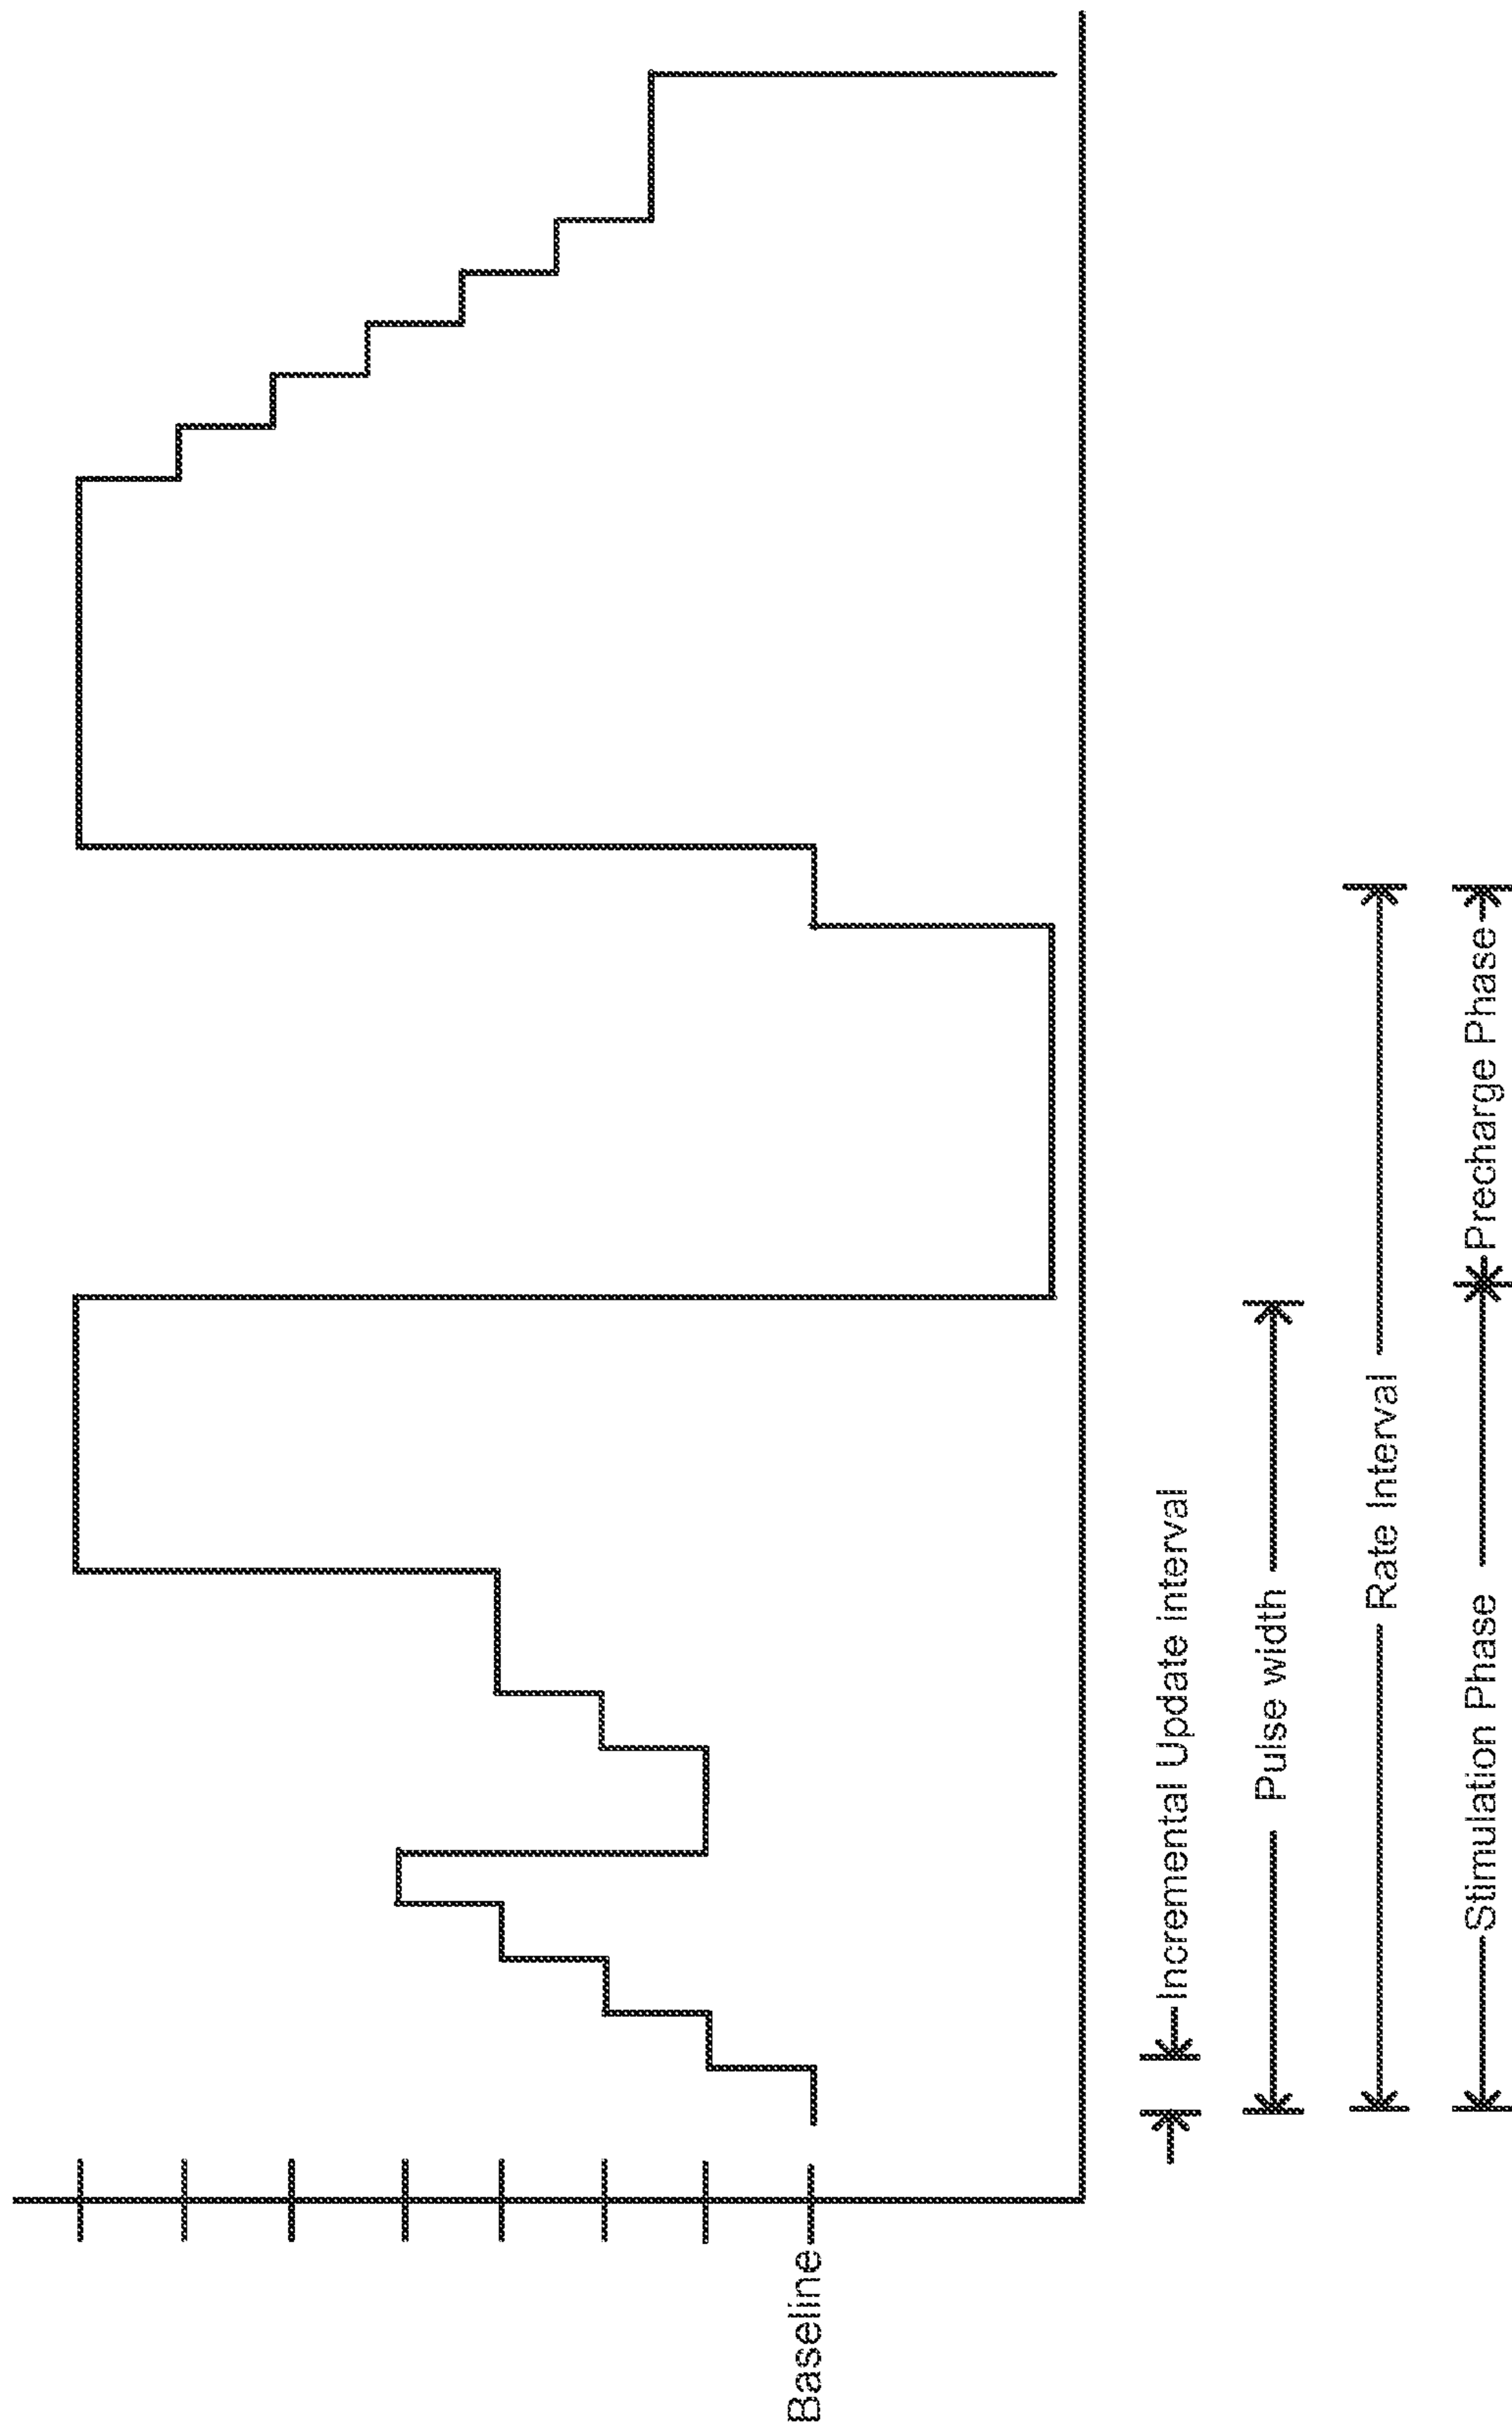 Baseline
Incremental Update interval
Pulse width
Rate Interval
Stimulation Phase
Precharge Phase